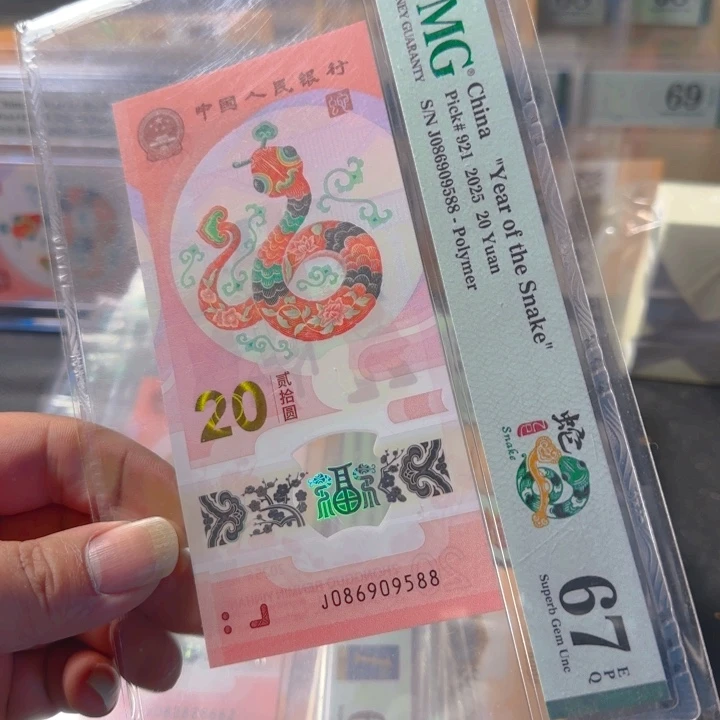 中国人民银行
20
贰拾圆
J086909588
MG®
NEY GUARANTY
China "Year of the Snake"
Pick# 921 2025 20 Yuan
S/N J086909588 - Polymer
蛇
Snake
67 EPQ
Superb Gem Unc
69